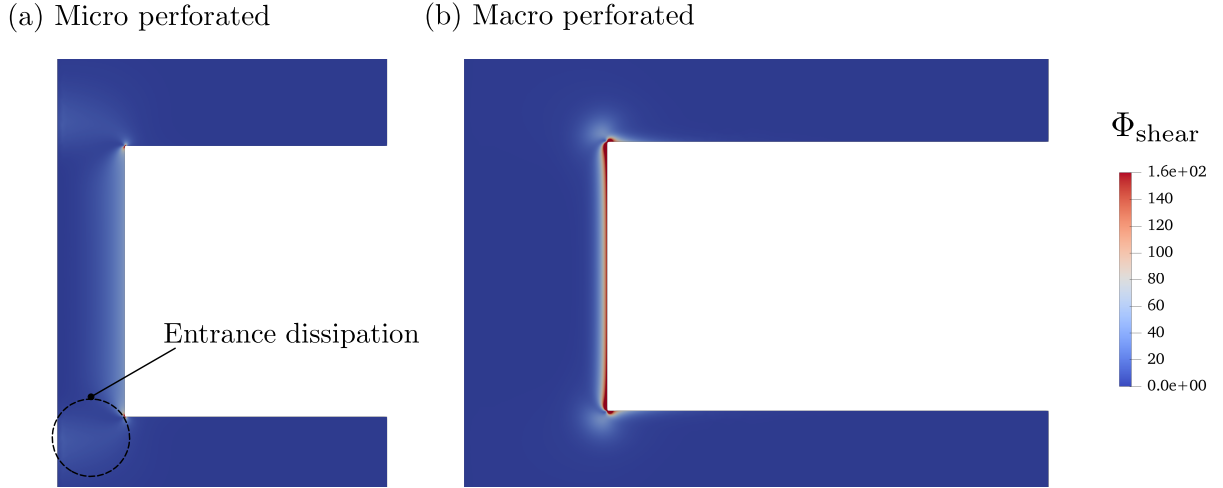 (a) Micro perforated
(b) Macro perforated
Entrance dissipation
Φshear
1.6e+02
140
120
100
80
60
40
20
0.0e+00